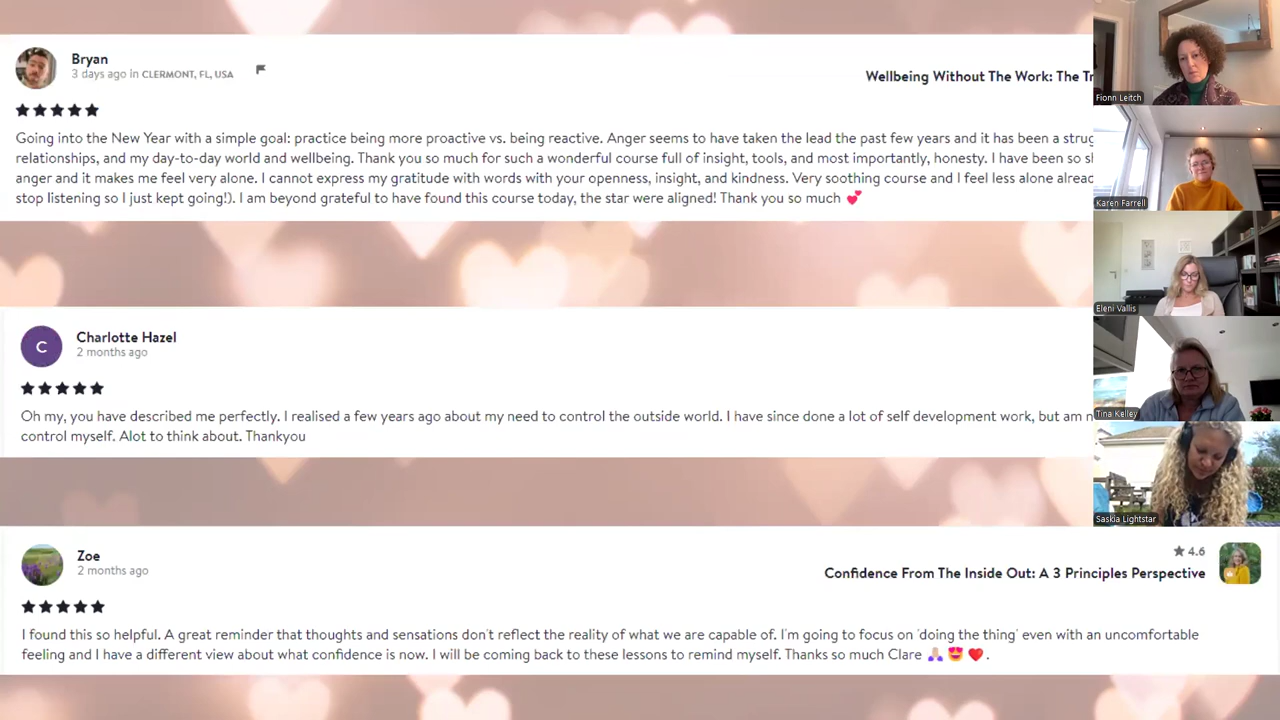 Bryan
3 days ago in CLERMONT, FL, USA
Wellbeing Without The Work: The Tr
Going into the New Year with a simple goal: practice being more proactive vs. being reactive. Anger seems to have taken the lead the past few years and it has been a strug
relationships, and my day-to-day world and wellbeing. Thank you so much for such a wonderful course full of insight, tools, and most importantly, honesty. I have been so sh
anger and it makes me feel very alone. I cannot express my gratitude with words with your openness, insight, and kindness. Very soothing course and I feel less alone alread
stop listening so I just kept going!). I am beyond grateful to have found this course today, the star were aligned! Thank you so much 💕
Charlotte Hazel
2 months ago
C
Oh my, you have described me perfectly. I realised a few years ago about my need to control the outside world. I have since done a lot of self development work, but am n
control myself. Alot to think about. Thankyou
Zoe
2 months ago
★ 4.6
Confidence From The Inside Out: A 3 Principles Perspective
I found this so helpful. A great reminder that thoughts and sensations don't reflect the reality of what we are capable of. I'm going to focus on 'doing the thing' even with an uncomfortable
feeling and I have a different view about what confidence is now. I will be coming back to these lessons to remind myself. Thanks so much Clare 🙏🏻 😍 ❤️ .
Fionn Leitch
Karen Farrell
Eleni Vallis
Tina Kelley
Saskia Lightstar